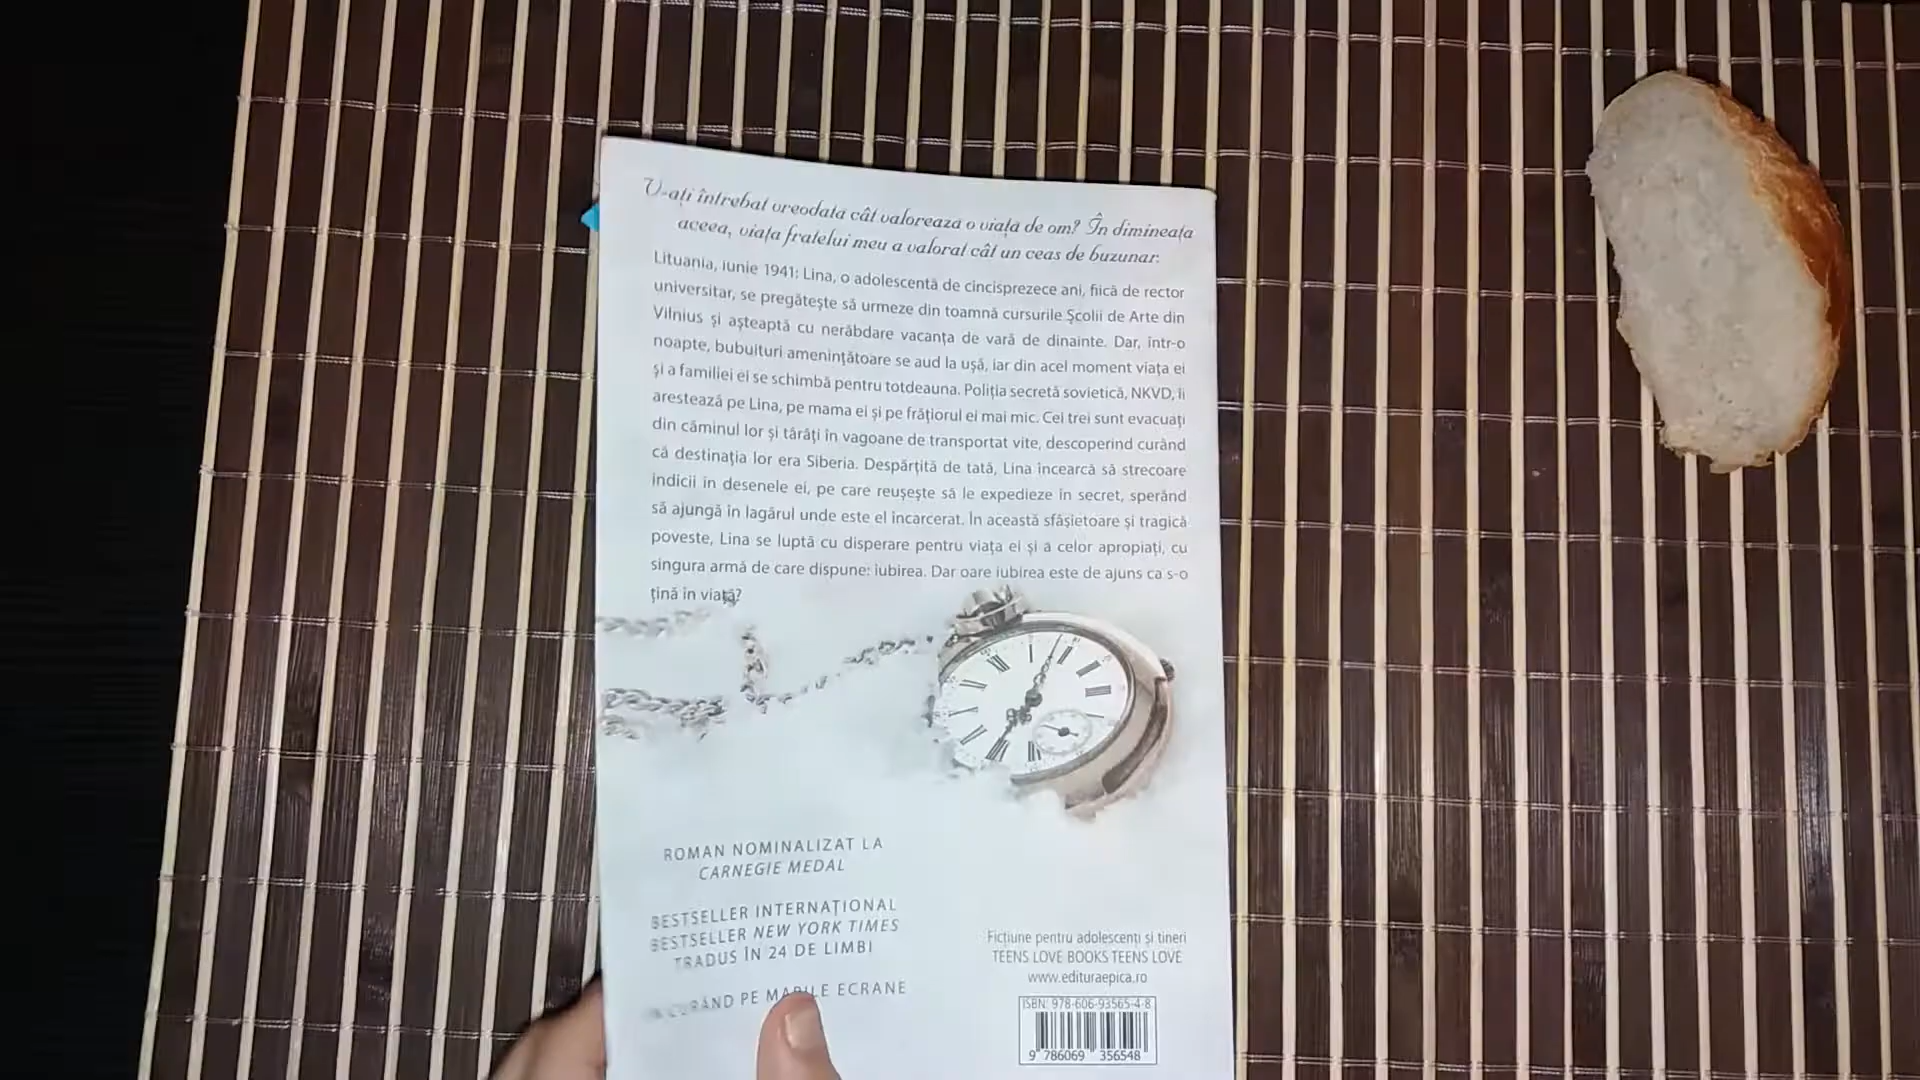 V-ați întrebat vreodată cât valorează o viață de om? În dimineața
aceea, viața fratelui meu a valorat cât un ceas de buzunar.
Lituania, iunie 1941: Lina, o adolescentă de cincisprezece ani, fiică de rector
universitar, se pregătește să urmeze din toamnă cursurile Școlii de Arte din
Vilnius și așteaptă cu nerăbdare vacanța de vară de dinainte. Dar, într-o
noapte, bubuituri amenințătoare se aud la ușă, iar din acel moment viața ei
și a familiei ei se schimbă pentru totdeauna. Poliția secretă sovietică, NKVD, îi
arestează pe Lina, pe mama ei și pe frățiorul ei mai mic. Cei trei sunt evacuați
din căminul lor și târâți în vagoane de transportat vite, descoperind curând
că destinația lor era Siberia. Despărțită de tată, Lina încearcă să strecoare
indicii în desenele ei, pe care reușește să le expedieze în secret, sperând
să ajungă în lagărul unde este el încarcerat. În această sfâșietoare și tragică
poveste, Lina se luptă cu disperare pentru viața ei și a celor apropiați, cu
singura armă de care dispune: iubirea. Dar oare iubirea este de ajuns ca s-o
țină în viață?
ROMAN NOMINALIZAT LA
CARNEGIE MEDAL
BESTSELLER INTERNAȚIONAL
BESTSELLER NEW YORK TIMES
TRADUS ÎN 24 DE LIMBI
ÎN CURÂND PE MARILE ECRANE
Ficțiune pentru adolescenți și tineri
TEENS LOVE BOOKS TEENS LOVE
www.edituraepica.ro
ISBN: 978-606-93565-4-8
9 786069 356548